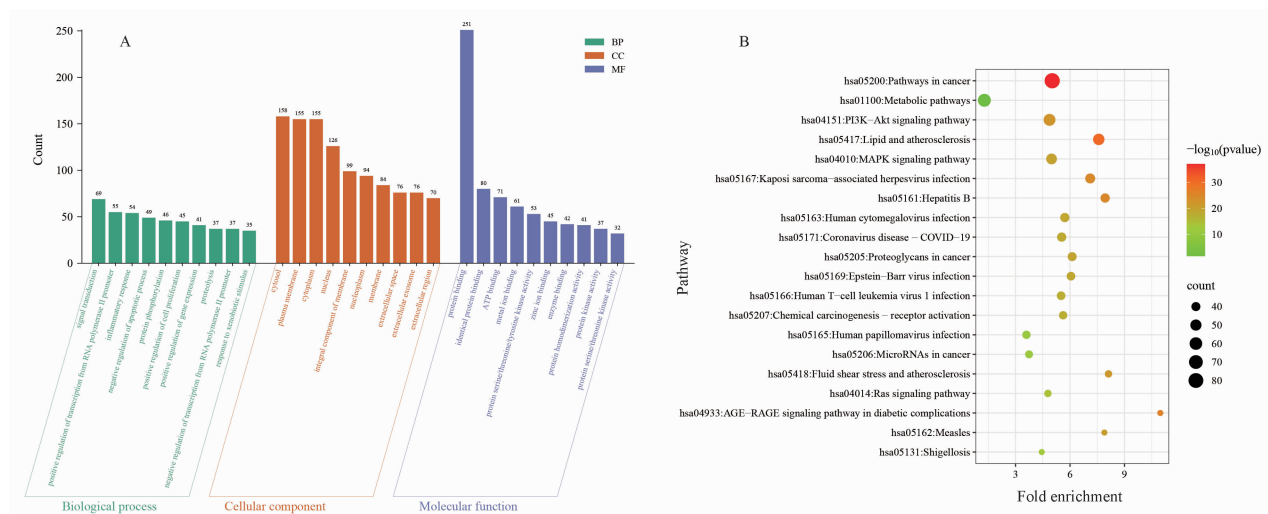 A
250
200
150
100
50
0
Count
BP
CC
MF
69
55
54
49
46
45
41
37
37
35
158
155
155
126
99
94
84
76
76
70
251
80
71
61
53
45
42
41
37
32
signal transduction
positive regulation of transcription from RNA polymerase II promoter
inflammatory response
negative regulation of apoptotic process
protein phosphorylation
positive regulation of cell proliferation
positive regulation of gene expression
proteolysis
negative regulation of transcription from RNA polymerase II promoter
response to xenobiotic stimulus
cytosol
plasma membrane
cytoplasm
nucleus
integral component of membrane
nucleoplasm
membrane
extracellular space
extracellular exosome
extracellular region
protein binding
identical protein binding
ATP binding
metal ion binding
protein serine/threonine/tyrosine kinase activity
zinc ion binding
enzyme binding
protein homodimerization activity
protein kinase activity
protein serine/threonine kinase activity
Biological process
Cellular component
Molecular function
B
Pathway
hsa05200:Pathways in cancer
hsa01100:Metabolic pathways
hsa04151:PI3K−Akt signaling pathway
hsa05417:Lipid and atherosclerosis
hsa04010:MAPK signaling pathway
hsa05167:Kaposi sarcoma−associated herpesvirus infection
hsa05161:Hepatitis B
hsa05163:Human cytomegalovirus infection
hsa05171:Coronavirus disease − COVID−19
hsa05205:Proteoglycans in cancer
hsa05169:Epstein−Barr virus infection
hsa05166:Human T−cell leukemia virus 1 infection
hsa05207:Chemical carcinogenesis − receptor activation
hsa05165:Human papillomavirus infection
hsa05206:MicroRNAs in cancer
hsa05418:Fluid shear stress and atherosclerosis
hsa04014:Ras signaling pathway
hsa04933:AGE−RAGE signaling pathway in diabetic complications
hsa05162:Measles
hsa05131:Shigellosis
3
6
9
Fold enrichment
−log₁₀(pvalue)
30
20
10
count
40
50
60
70
80